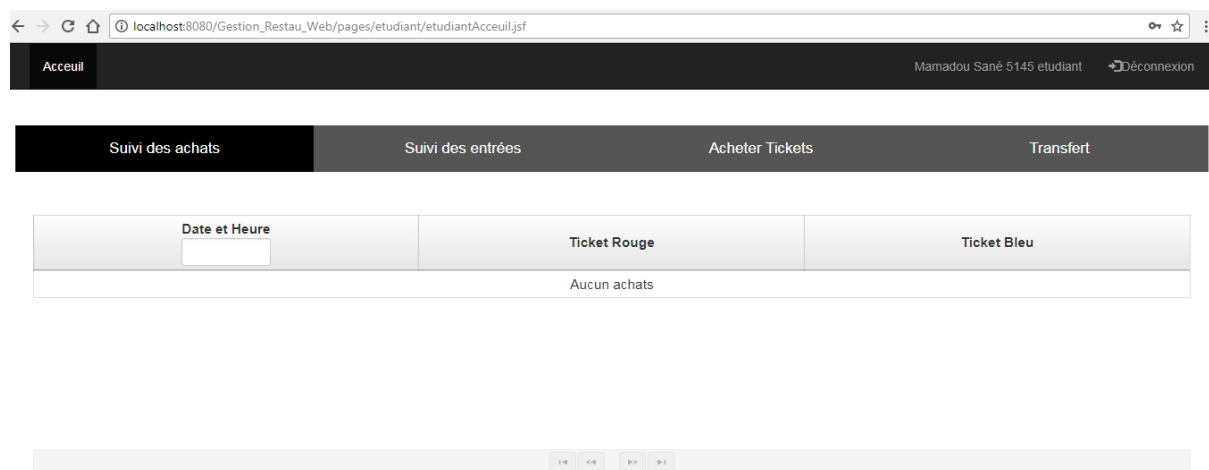 localhost:8080/Gestion_Restau_Web/pages/etudiant/etudiantAcceuil.jsf
Acceuil Mamadou Sané 5145 etudiant Déconnexion
Suivi des achats Suivi des entrées Acheter Tickets Transfert
Date et Heure Ticket Rouge Ticket Bleu
Aucun achats